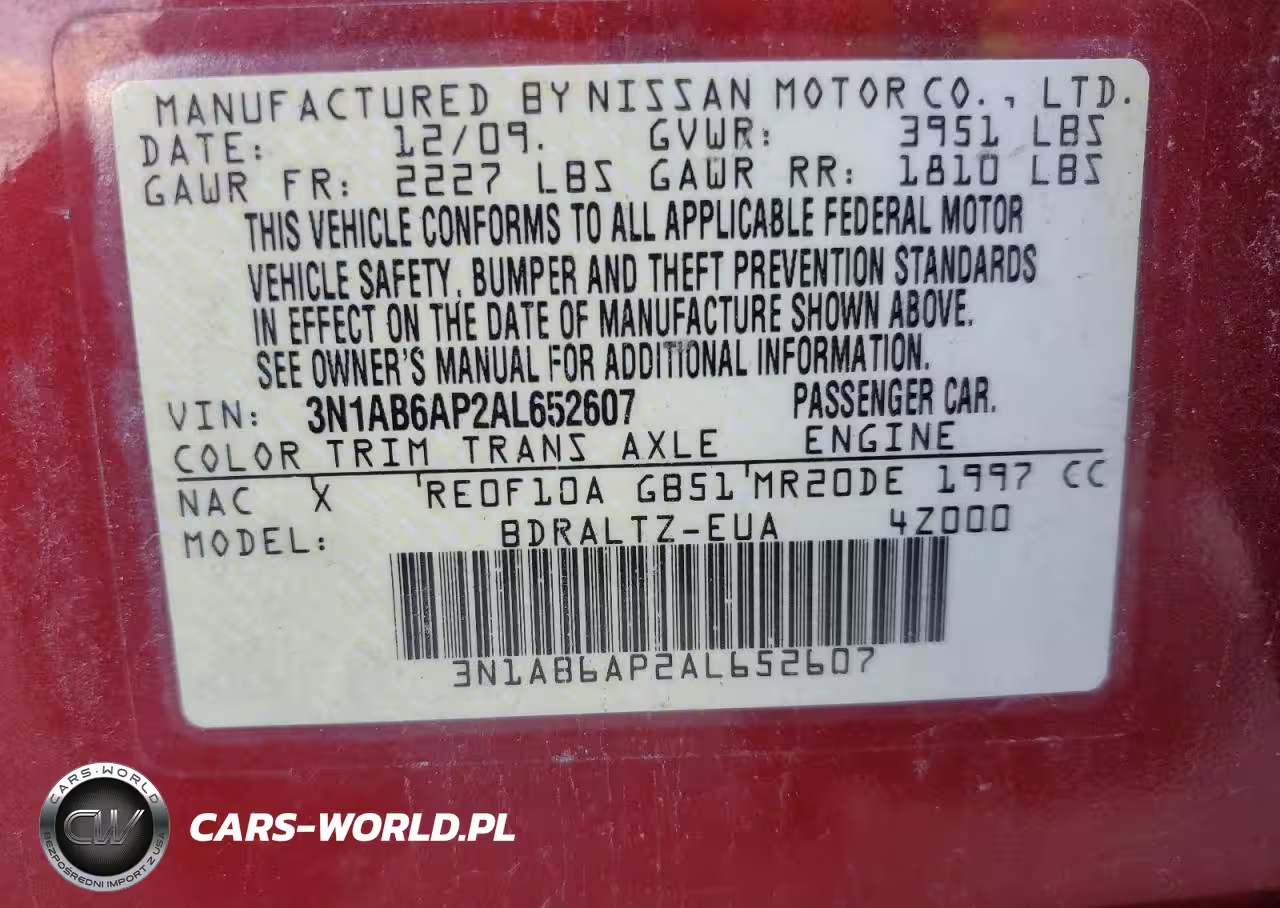 MANUFACTURED BY NISSAN MOTOR CO., LTD.
DATE: 12/09. GVWR: 3951 LBS
GAWR FR: 2227 LBS GAWR RR: 1810 LBS
THIS VEHICLE CONFORMS TO ALL APPLICABLE FEDERAL MOTOR
VEHICLE SAFETY, BUMPER AND THEFT PREVENTION STANDARDS
IN EFFECT ON THE DATE OF MANUFACTURE SHOWN ABOVE.
SEE OWNER'S MANUAL FOR ADDITIONAL INFORMATION.
VIN: 3N1AB6AP2AL652607 PASSENGER CAR.
COLOR TRIM TRANS AXLE ENGINE
NAC X RE0F10A GB51 MR20DE 1997 CC
MODEL: BDRALTZ-EUA 4Z000
3N1AB6AP2AL652607
CARS-WORLD
CW
BEZPOŚREDNI IMPORT Z USA
CARS-WORLD.PL